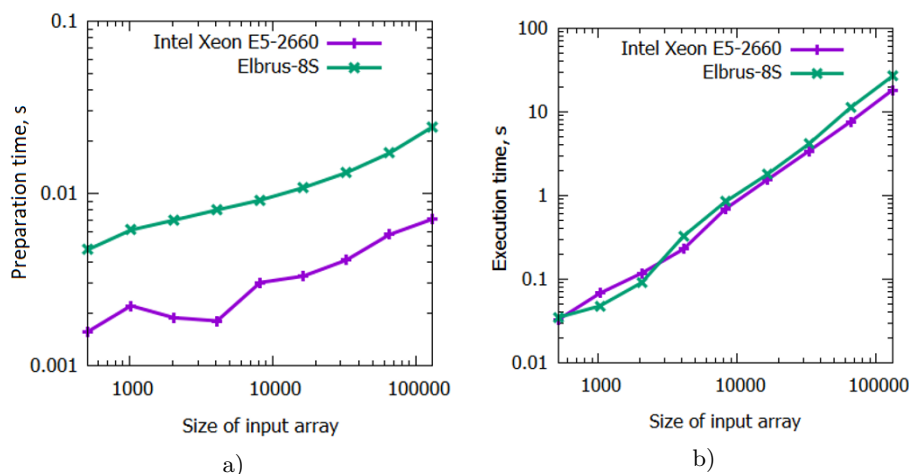 0.1
Intel Xeon E5-2660
Elbrus-8S
0.01
0.001
Preparation time, s
1000 10000 100000
Size of input array
a)
100
Intel Xeon E5-2660
Elbrus-8S
10
1
0.1
0.01
Execution time, s
1000 10000 100000
Size of input array
b)